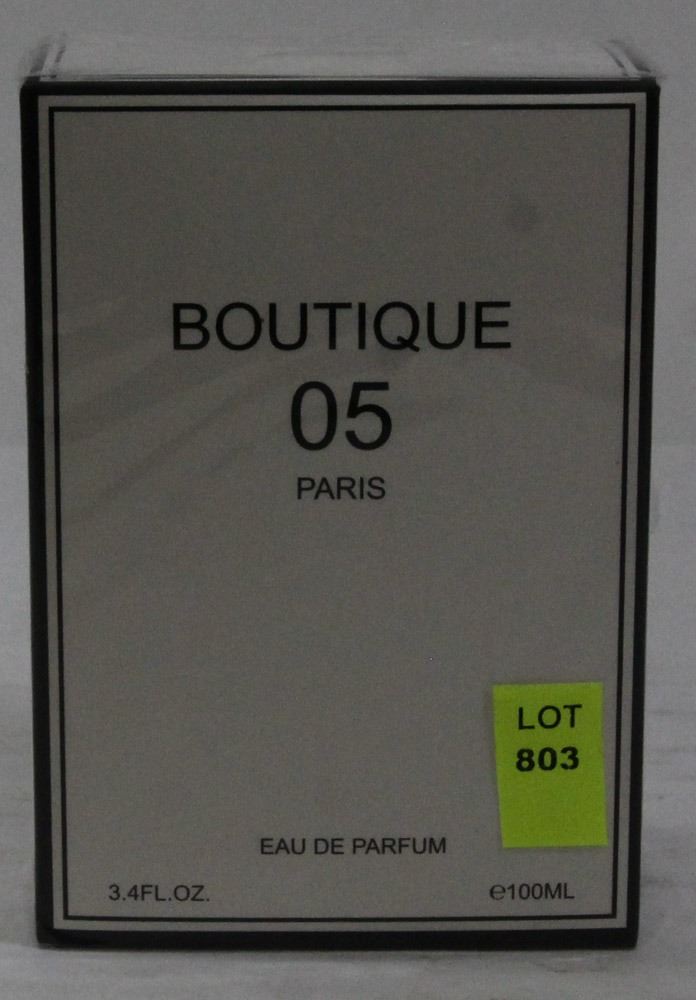 BOUTIQUE
05
PARIS
LOT
803
EAU DE PARFUM
3.4FL.OZ. ℮100ML